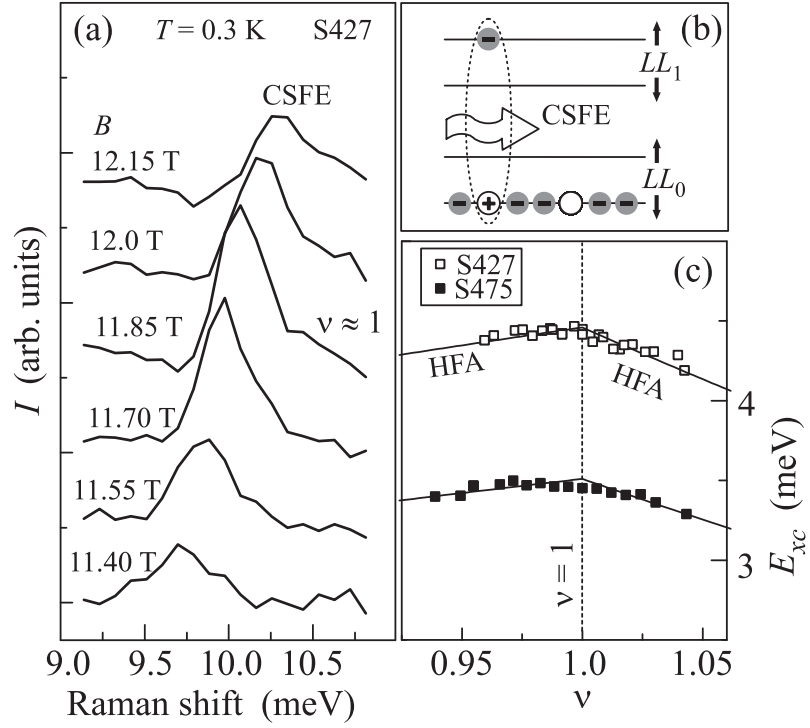 (a) T = 0.3 K S427
CSFE
B
12.15 T
12.0 T
11.85 T
ν ≈ 1
11.70 T
11.55 T
11.40 T
I (arb. units)
9.0 9.5 10.0 10.5
Raman shift (meV)
(b)
LL1
CSFE
LL0
− + − − − −
(c)
S427
S475
HFA HFA
4
3
ν = 1
Exc (meV)
0.95 1.0 1.05
ν